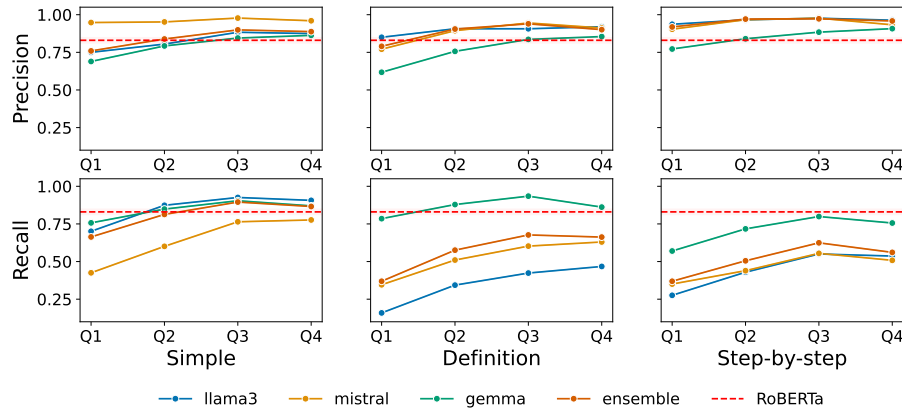 Precision
1.00
0.75
0.50
0.25
Q1 Q2 Q3 Q4
Q1 Q2 Q3 Q4
Q1 Q2 Q3 Q4
Recall
1.00
0.75
0.50
0.25
Q1 Q2 Q3 Q4
Q1 Q2 Q3 Q4
Q1 Q2 Q3 Q4
Simple
Definition
Step-by-step
llama3 mistral gemma ensemble RoBERTa